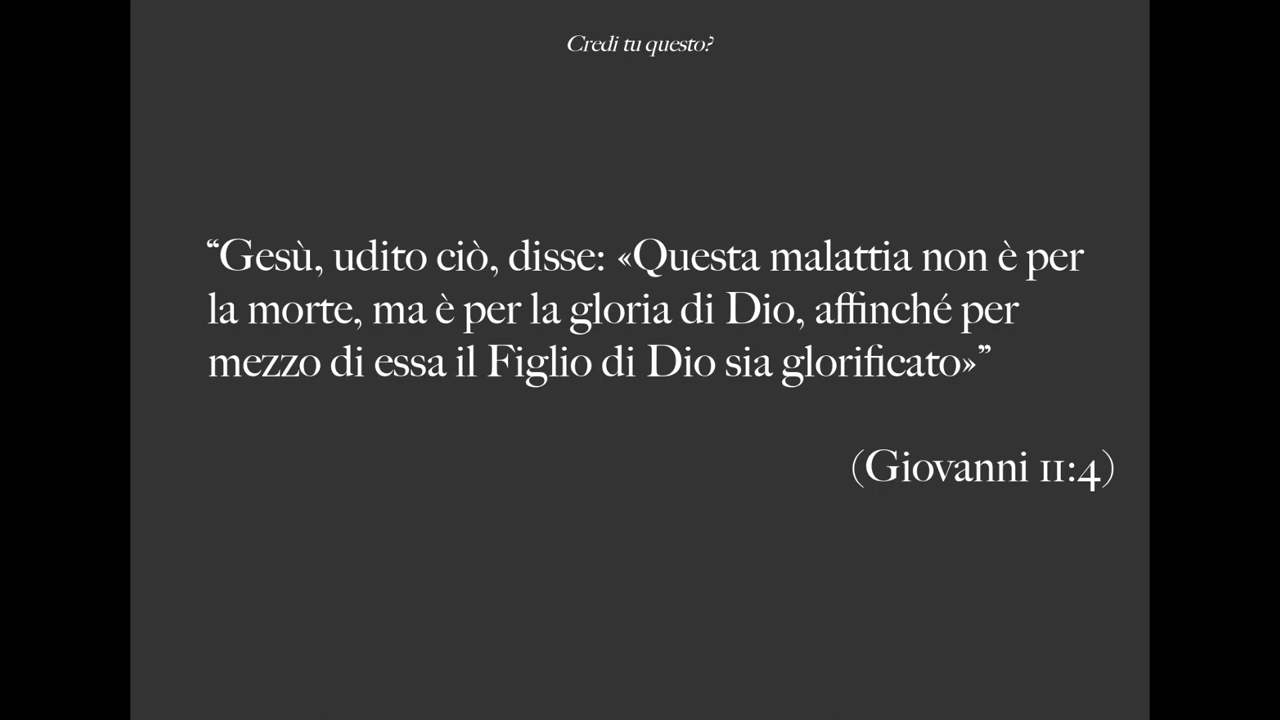 Credi tu questo?
“Gesù, udito ciò, disse: «Questa malattia non è per
la morte, ma è per la gloria di Dio, affinché per
mezzo di essa il Figlio di Dio sia glorificato»”
(Giovanni 11:4)